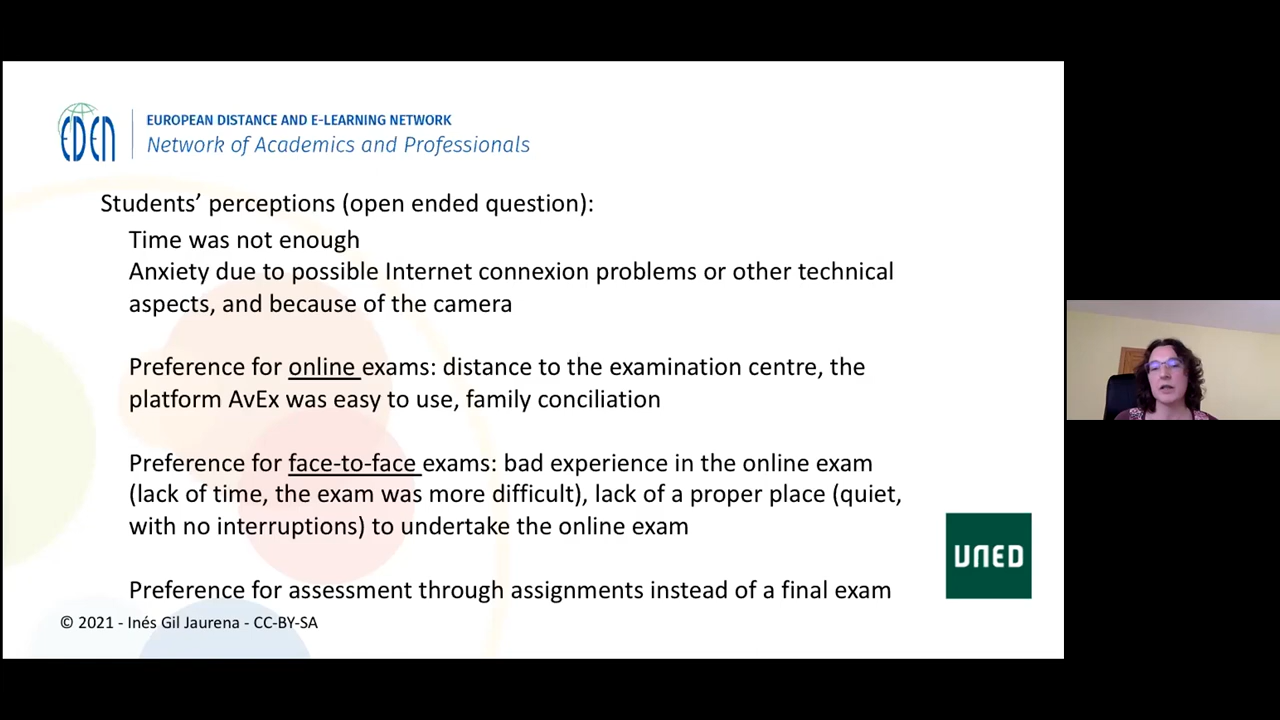 EDEN
EUROPEAN DISTANCE AND E-LEARNING NETWORK
Network of Academics and Professionals
Students’ perceptions (open ended question):
Time was not enough
Anxiety due to possible Internet connexion problems or other technical
aspects, and because of the camera
Preference for online exams: distance to the examination centre, the
platform AvEx was easy to use, family conciliation
Preference for face-to-face exams: bad experience in the online exam
(lack of time, the exam was more difficult), lack of a proper place (quiet,
with no interruptions) to undertake the online exam
UNED
Preference for assessment through assignments instead of a final exam
© 2021 - Inés Gil Jaurena - CC-BY-SA